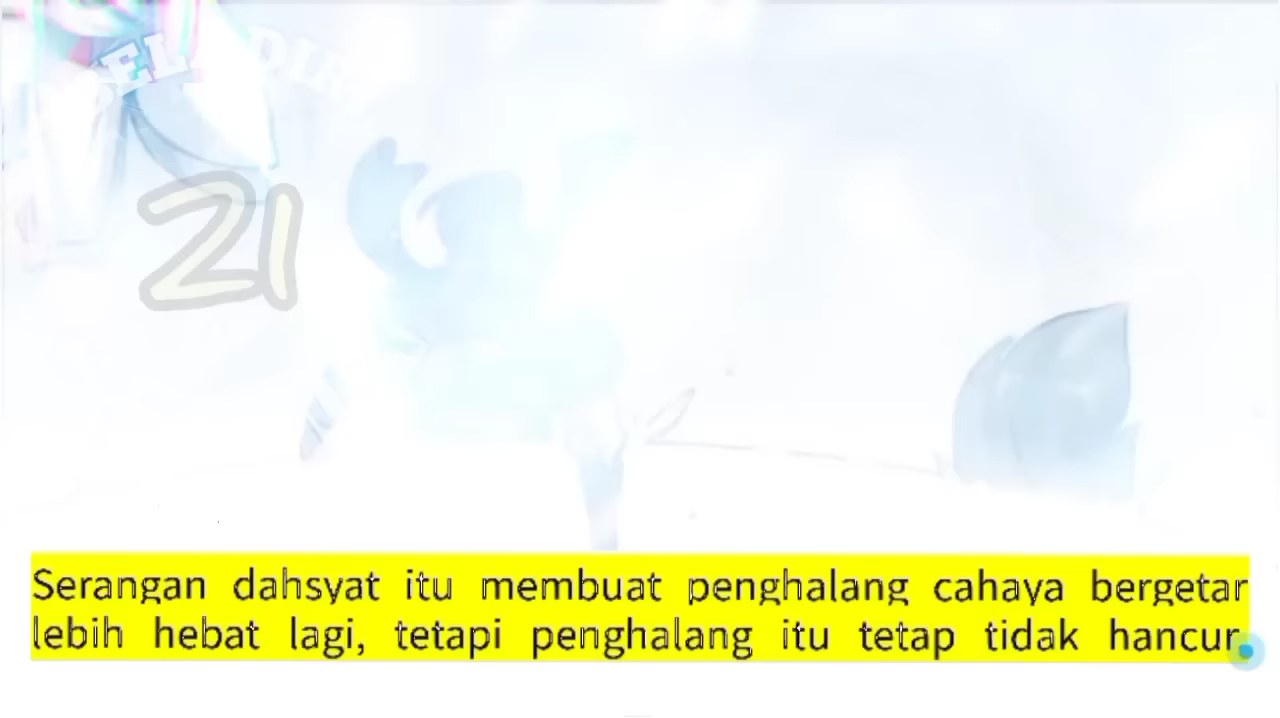 21
Serangan dahsyat itu membuat penghalang cahaya bergetar
lebih hebat lagi, tetapi penghalang itu tetap tidak hancur.